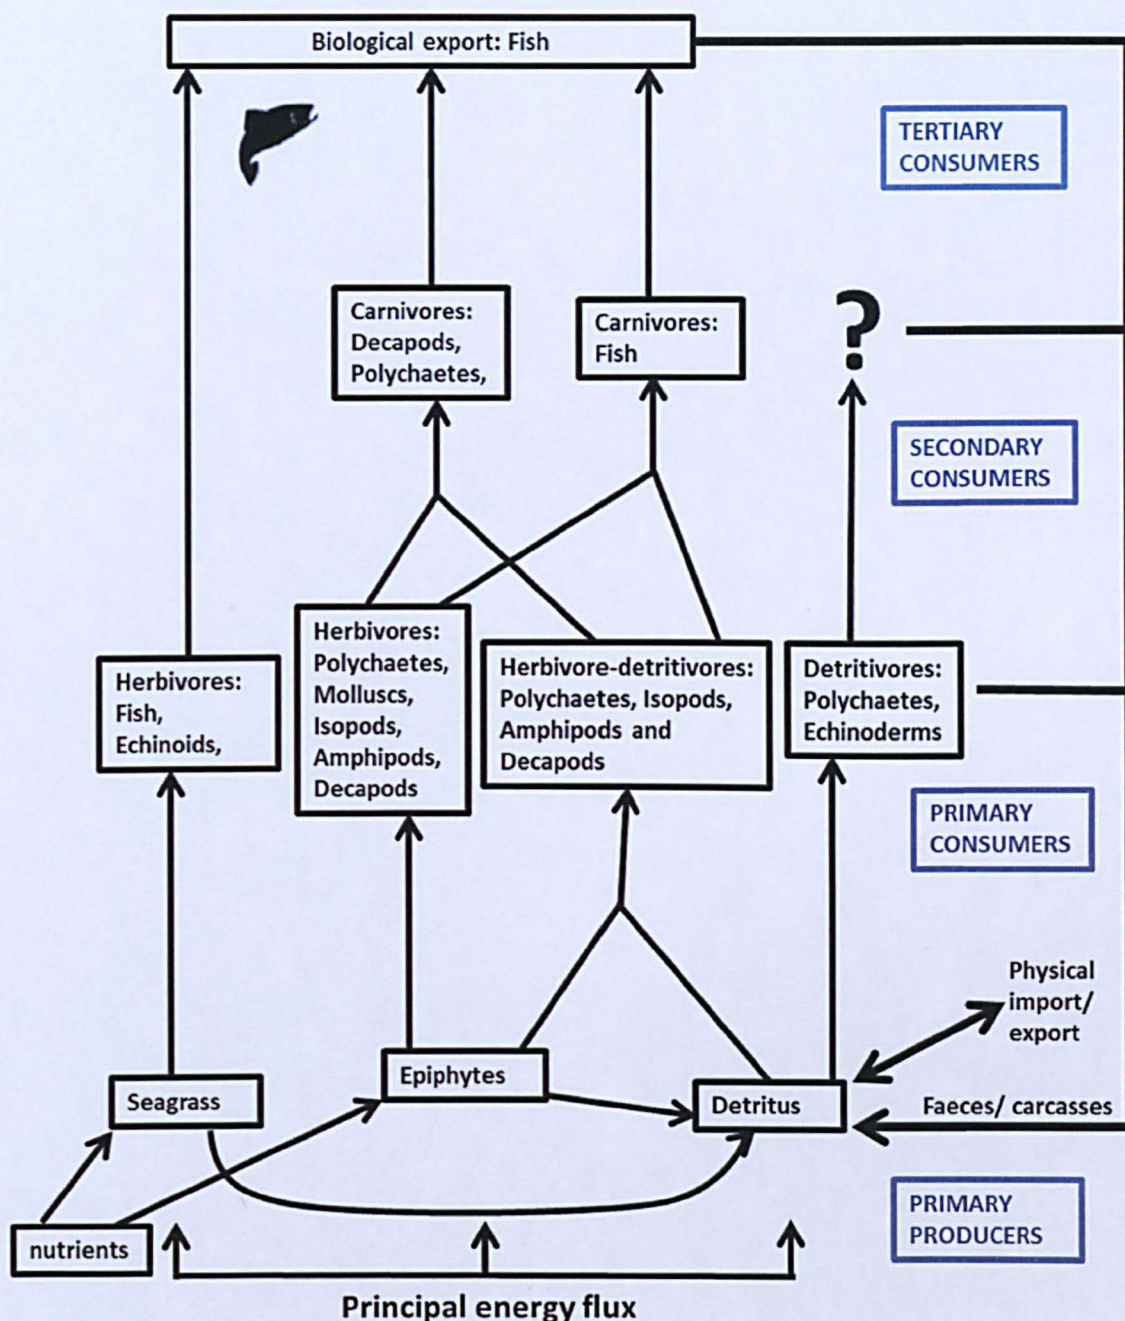 Biological export: Fish
TERTIARY
CONSUMERS
Carnivores:
Decapods,
Polychaetes,
Carnivores:
Fish
?
SECONDARY
CONSUMERS
Herbivores:
Fish,
Echinoids,
Herbivores:
Polychaetes,
Molluscs,
Isopods,
Amphipods,
Decapods
Herbivore-detritivores:
Polychaetes, Isopods,
Amphipods and
Decapods
Detritivores:
Polychaetes,
Echinoderms
PRIMARY
CONSUMERS
Physical
import/
export
Seagrass
Epiphytes
Detritus
Faeces/ carcasses
nutrients
PRIMARY
PRODUCERS
Principal energy flux